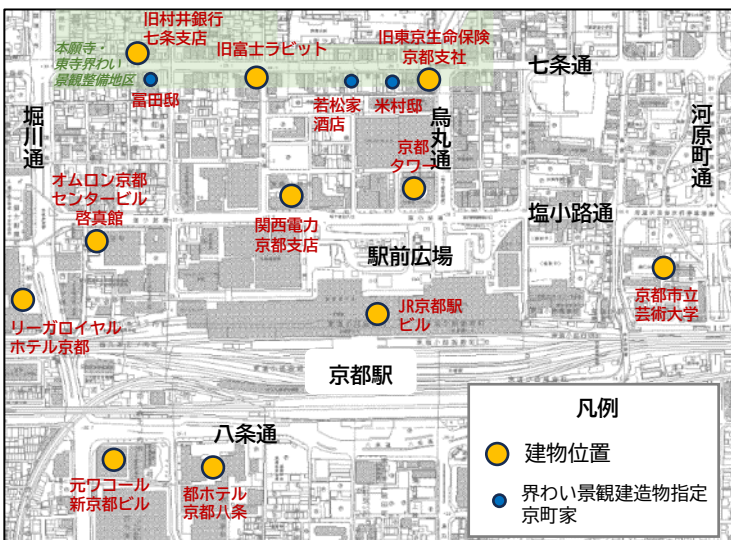 旧村井銀行
七条支店
本願寺・
東寺界わい
景観整備地区
旧富士ラビット
旧東京生命保険
京都支社
七条通
冨田邸
若松家
酒店
米村邸
烏丸通
堀川通
河原町通
京都
タワー
オムロン京都
センタービル
啓真館
関西電力
京都支店
塩小路通
駅前広場
京都市立
芸術大学
リーガロイヤル
ホテル京都
JR京都駅
ビル
京都駅
八条通
元ワコール
新京都ビル
都ホテル
京都八条
凡例
建物位置
界わい景観建造物指定
京町家